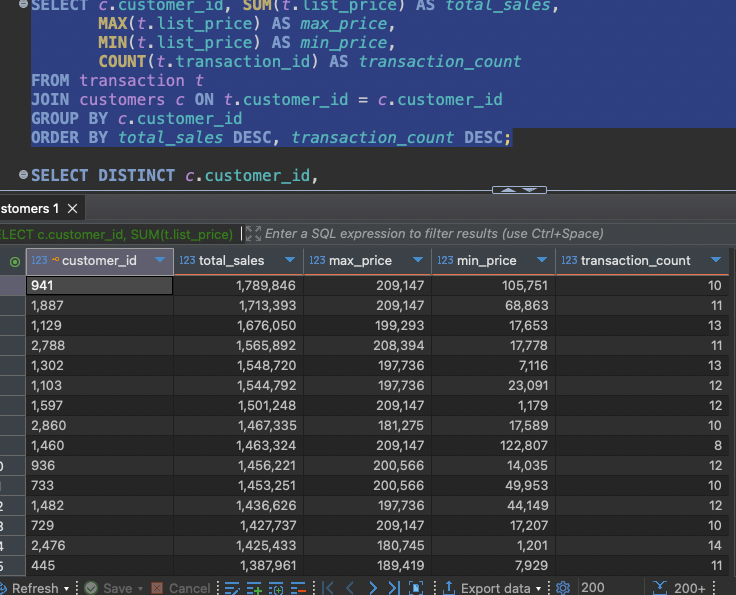 SELECT c.customer_id, SUM(t.list_price) AS total_sales,
MAX(t.list_price) AS max_price,
MIN(t.list_price) AS min_price,
COUNT(t.transaction_id) AS transaction_count
FROM transaction t
JOIN customers c ON t.customer_id = c.customer_id
GROUP BY c.customer_id
ORDER BY total_sales DESC, transaction_count DESC;
SELECT DISTINCT c.customer_id,
stomers 1
LECT c.customer_id, SUM(t.list_price) Enter a SQL expression to filter results (use Ctrl+Space)
123 customer_id 123 total_sales 123 max_price 123 min_price 123 transaction_count
941 1,789,846 209,147 105,751 10
1,887 1,713,393 209,147 68,863 11
1,129 1,676,050 199,293 17,653 13
2,788 1,565,892 208,394 17,778 11
1,302 1,548,720 197,736 7,116 13
1,103 1,544,792 197,736 23,091 12
1,597 1,501,248 209,147 1,179 12
2,860 1,467,335 181,275 17,589 10
1,460 1,463,324 209,147 122,807 8
0 936 1,456,221 200,566 14,035 12
1 733 1,453,251 200,566 49,953 10
2 1,482 1,436,626 197,736 44,149 12
3 729 1,427,737 209,147 17,207 10
4 2,476 1,425,433 180,745 1,201 14
5 445 1,387,961 189,419 7,929 11
Refresh Save Cancel Export data 200 200+